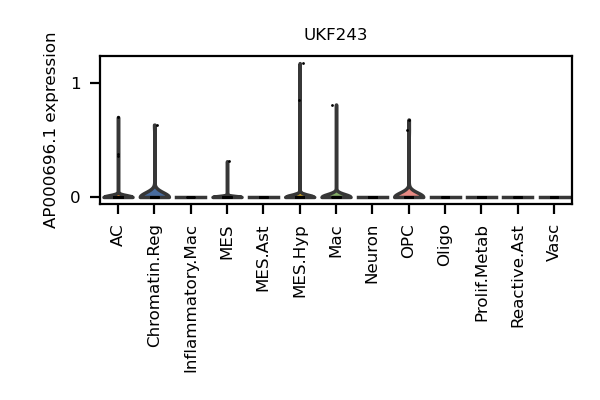 UKF243
AP000696.1 expression
1
0
AC
Chromatin.Reg
Inflammatory.Mac
MES
MES.Ast
MES.Hyp
Mac
Neuron
OPC
Oligo
Prolif.Metab
Reactive.Ast
Vasc